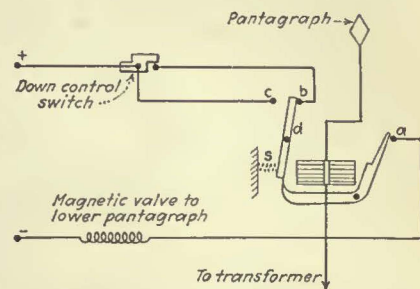 Pantagraph
+
Down control
switch
c
b
d
a
s
Magnetic valve to
lower pantagraph
-
To transformer